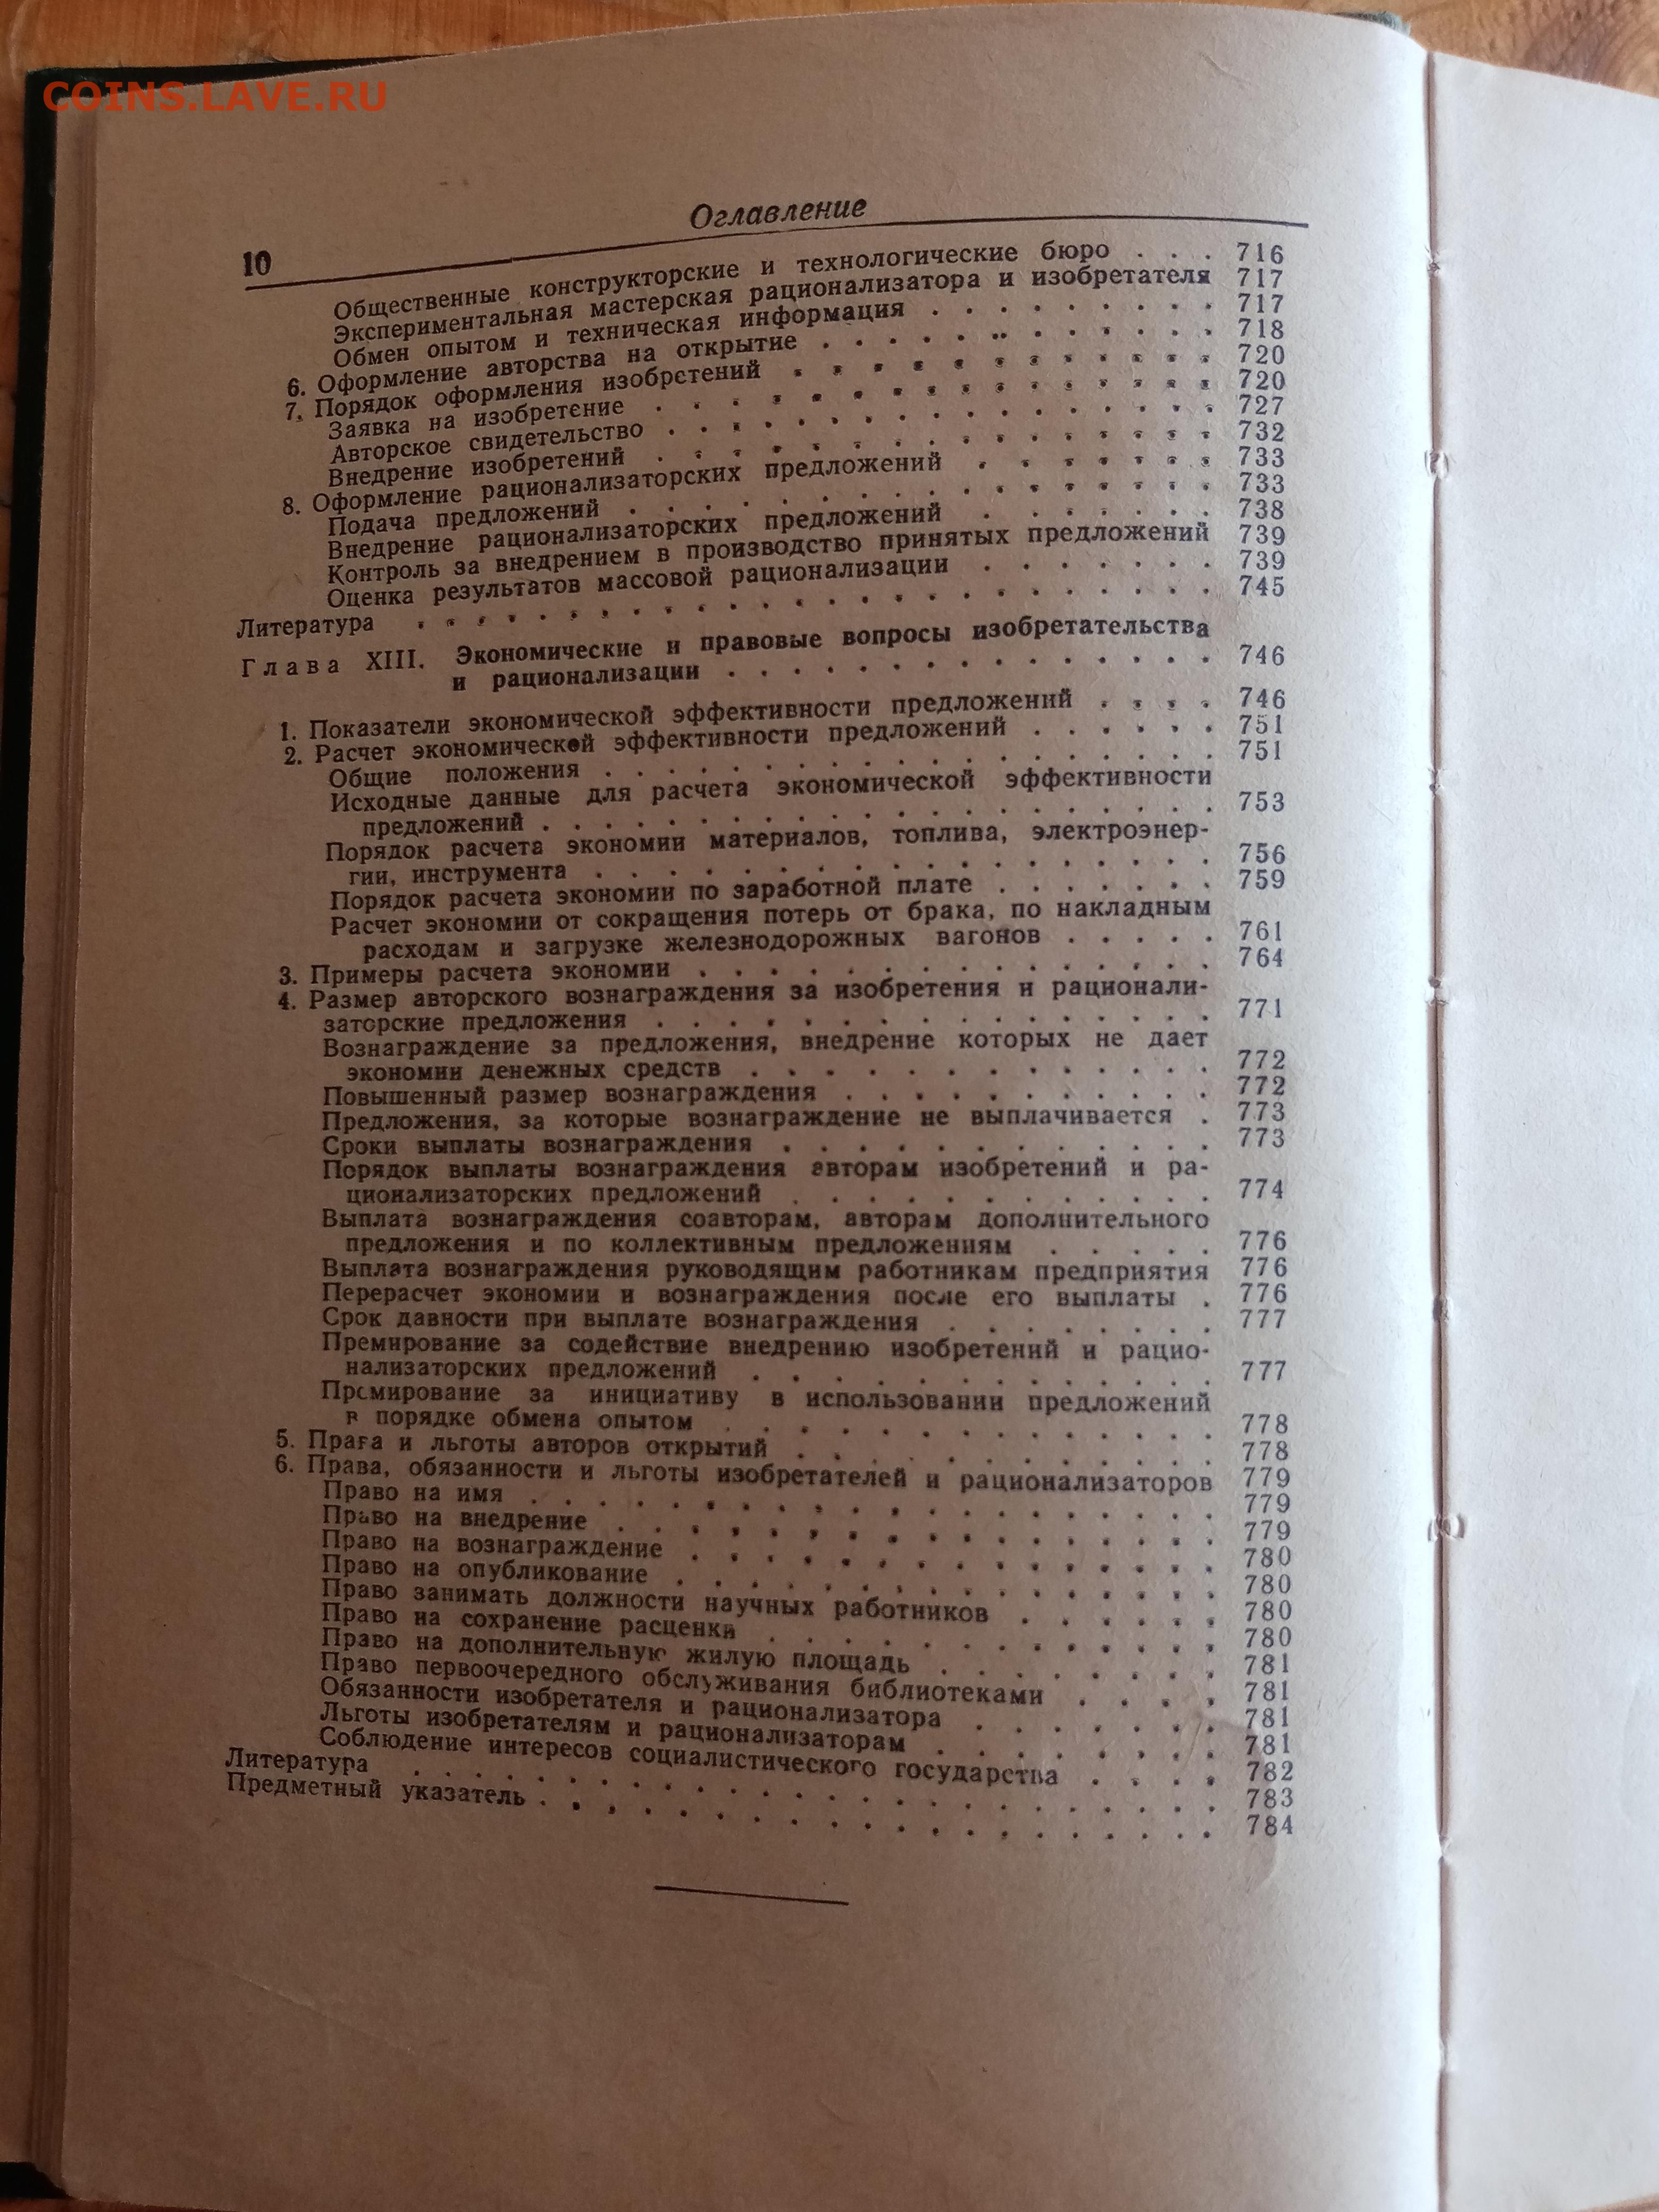 COINS.LAVE.RU
Оглавление
10
Общественные конструкторские и технологические бюро . . . 716
Экспериментальная мастерская рационализатора и изобретателя 717
Обмен опытом и техническая информация . . . . . . . . 717
6. Оформление авторства на открытие . . . . . . . . . . . 718
7. Порядок оформления изобретений . . . . . . . . . . . 720
Заявка на изобретение . . . . . . . . . . . . . . . 720
Авторское свидетельство . . . . . . . . . . . . . . . 727
Внедрение изобретений . . . . . . . . . . . . . . . 732
8. Оформление рационализаторских предложений . . . . . . 733
Подача предложений . . . . . . . . . . . . . . . . 733
Внедрение рационализаторских предложений . . . . . . 738
Контроль за внедрением в производство принятых предложений 739
Оценка результатов массовой рационализации . . . . . . . 739
Литература . . . . . . . . . . . . . . . . . . . . . . 745
Глава XIII. Экономические и правовые вопросы изобретательства
и рационализации . . . . . . . . . . . . . . . 746
1. Показатели экономической эффективности предложений . . . . 746
2. Расчет экономической эффективности предложений . . . . . . 751
Общие положения . . . . . . . . . . . . . . . . . 751
Исходные данные для расчета экономической эффективности
предложений . . . . . . . . . . . . . . . . . . . 753
Порядок расчета экономии материалов, топлива, электроэнер-
гии, инструмента . . . . . . . . . . . . . . . . . 756
Порядок расчета экономии по заработной плате . . . . . . . 759
Расчет экономии от сокращения потерь от брака, по накладным
расходам и загрузке железнодорожных вагонов . . . . . 761
3. Примеры расчета экономии . . . . . . . . . . . . . . 764
4. Размер авторского вознаграждения за изобретения и рационали-
заторские предложения . . . . . . . . . . . . . . . 771
Вознаграждение за предложения, внедрение которых не дает
экономии денежных средств . . . . . . . . . . . . 772
Повышенный размер вознаграждения . . . . . . . . . . 772
Предложения, за которые вознаграждение не выплачивается . 773
Сроки выплаты вознаграждения . . . . . . . . . . . . 773
Порядок выплаты вознаграждения авторам изобретений и ра-
ционализаторских предложений . . . . . . . . . . . 774
Выплата вознаграждения соавторам, авторам дополнительного
предложения и по коллективным предложениям . . . . . 776
Выплата вознаграждения руководящим работникам предприятия 776
Перерасчет экономии и вознаграждения после его выплаты . 776
Срок давности при выплате вознаграждения . . . . . . . . 777
Премирование за содействие внедрению изобретений и рацио-
нализаторских предложений . . . . . . . . . . . . . 777
Премирование за инициативу в использовании предложений
в порядке обмена опытом . . . . . . . . . . . . . . 778
5. Права и льготы авторов открытий . . . . . . . . . . . . 778
6. Права, обязанности и льготы изобретателей и рационализаторов 779
Право на имя . . . . . . . . . . . . . . . . . . . 779
Право на внедрение . . . . . . . . . . . . . . . . 779
Право на вознаграждение . . . . . . . . . . . . . . 780
Право на опубликование . . . . . . . . . . . . . . . 780
Право занимать должности научных работников . . . . . . 780
Право на сохранение расценки . . . . . . . . . . . . 780
Право на дополнительную жилую площадь . . . . . . . . 781
Право первоочередного обслуживания библиотеками . . . . 781
Обязанности изобретателя и рационализатора . . . . . . . 781
Льготы изобретателям и рационализаторам . . . . . . . . 781
Соблюдение интересов социалистического государства . . . . 782
Литература . . . . . . . . . . . . . . . . . . . . . . 783
Предметный указатель . . . . . . . . . . . . . . . . . . 784